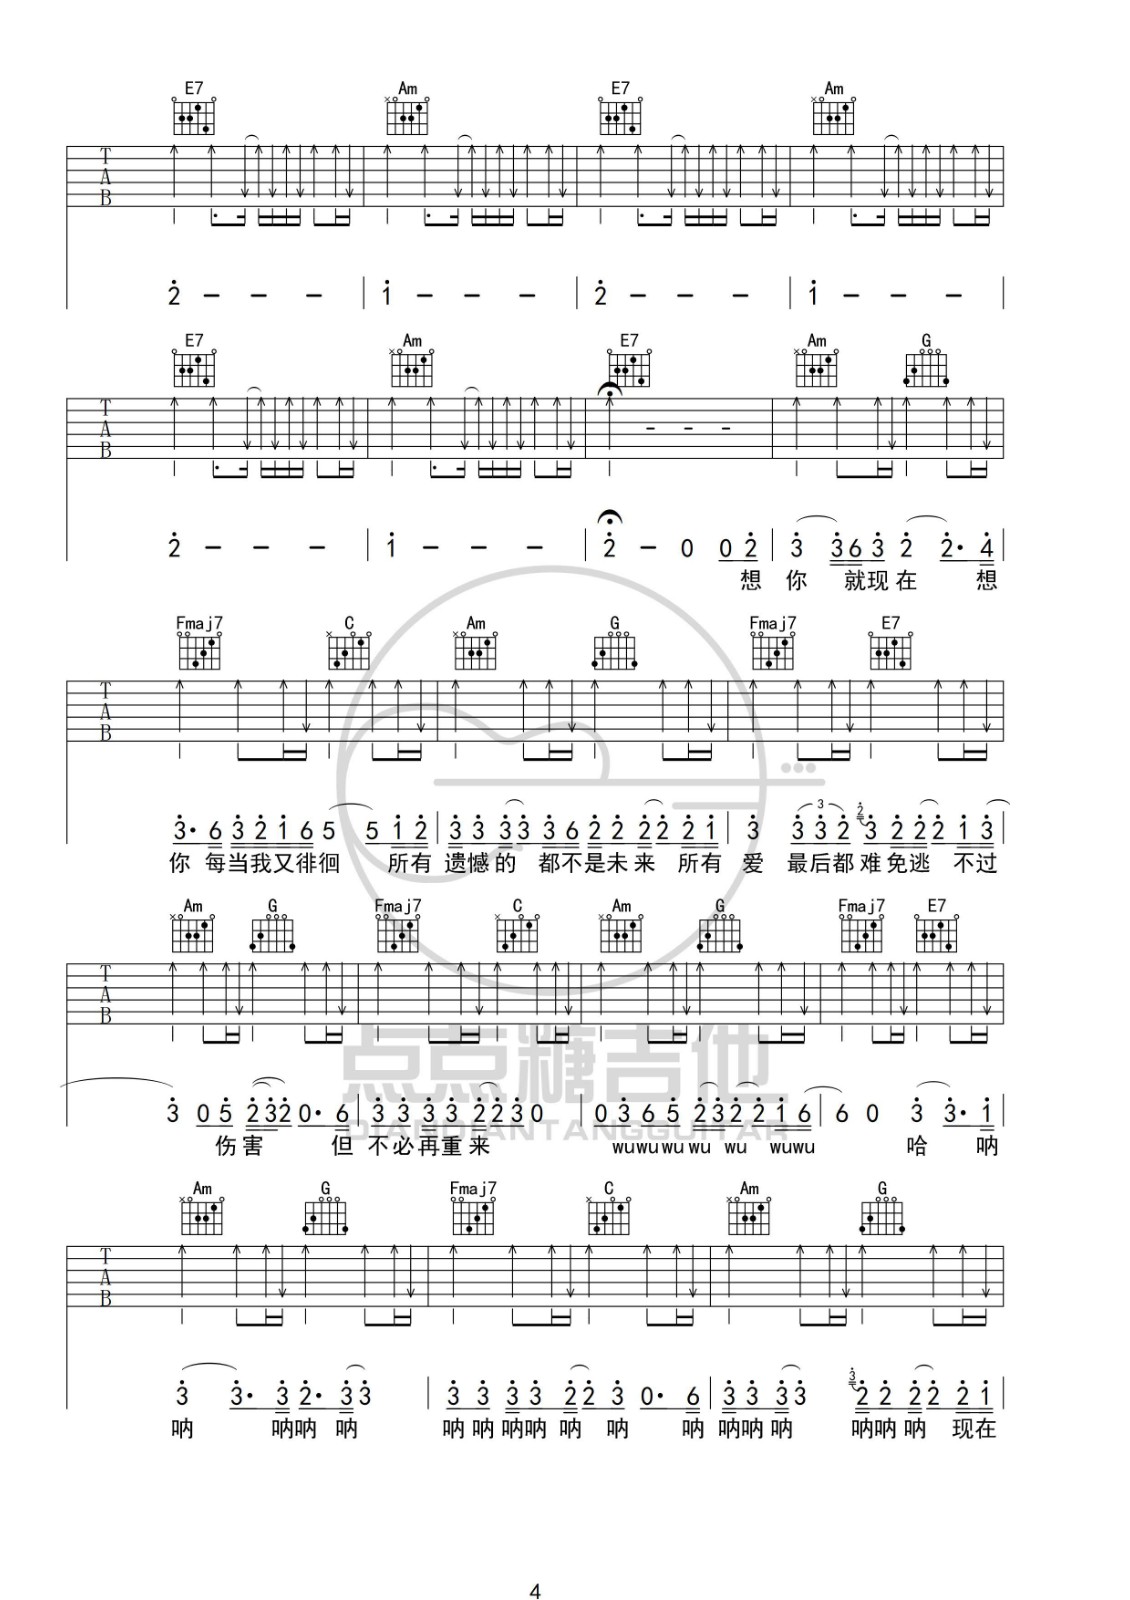 E7 Am E7 Am
T
A
B
2 - - - 1 - - - 2 - - - 1 - - -
E7 Am E7 Am G
T
A
B
2 - - - 1 - - - 2 - 0 0 2 3 3 6 3 2 2· 4
想 你 就现在 想
Fmaj7 C Am G Fmaj7 E7
T
A
B
3· 6 3 2 1 6 5 5 1 2 3 3 3 3 3 6 2 2 2 2 2 1 3 3 3 2 2 3 2 2 2 1 3
你 每当我又徘徊 所有 遗憾的 都不是未来 所有 爱 最后都难免逃 不过
Am G Fmaj7 C Am G Fmaj7 E7
T
A
B
3 0 5 2 3 2 0· 6 3 3 3 3 2 2 3 0 0 3 6 5 2 3 2 2 1 6 6 0 3 3· 1
伤害 但 不必再重来 wuwuwuwu wu wuwu 哈 呐
点点糖吉他
DIANDIANTANGGUITAR
Am G Fmaj7 C Am G
T
A
B
3 3· 3 2· 3 3 3 3 3 3 2 2 3 0· 6 3 3 3 3 3 2 2 2 2 2 1
呐 呐呐 呐 呐 呐 呐呐 呐 呐 呐 呐呐 呐 呐呐 呐 现在
4